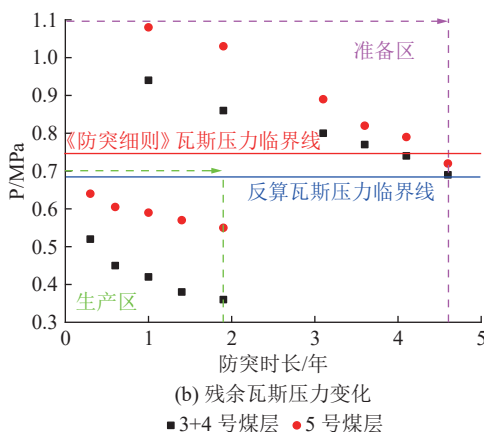 1.1
1.0
0.9
0.8
0.7
0.6
0.5
0.4
0.3
P/MPa
准备区
《防突细则》瓦斯压力临界线
反算瓦斯压力临界线
生产区
0 1 2 3 4 5
防突时长/年
(b) 残余瓦斯压力变化
3+4 号煤层 5 号煤层